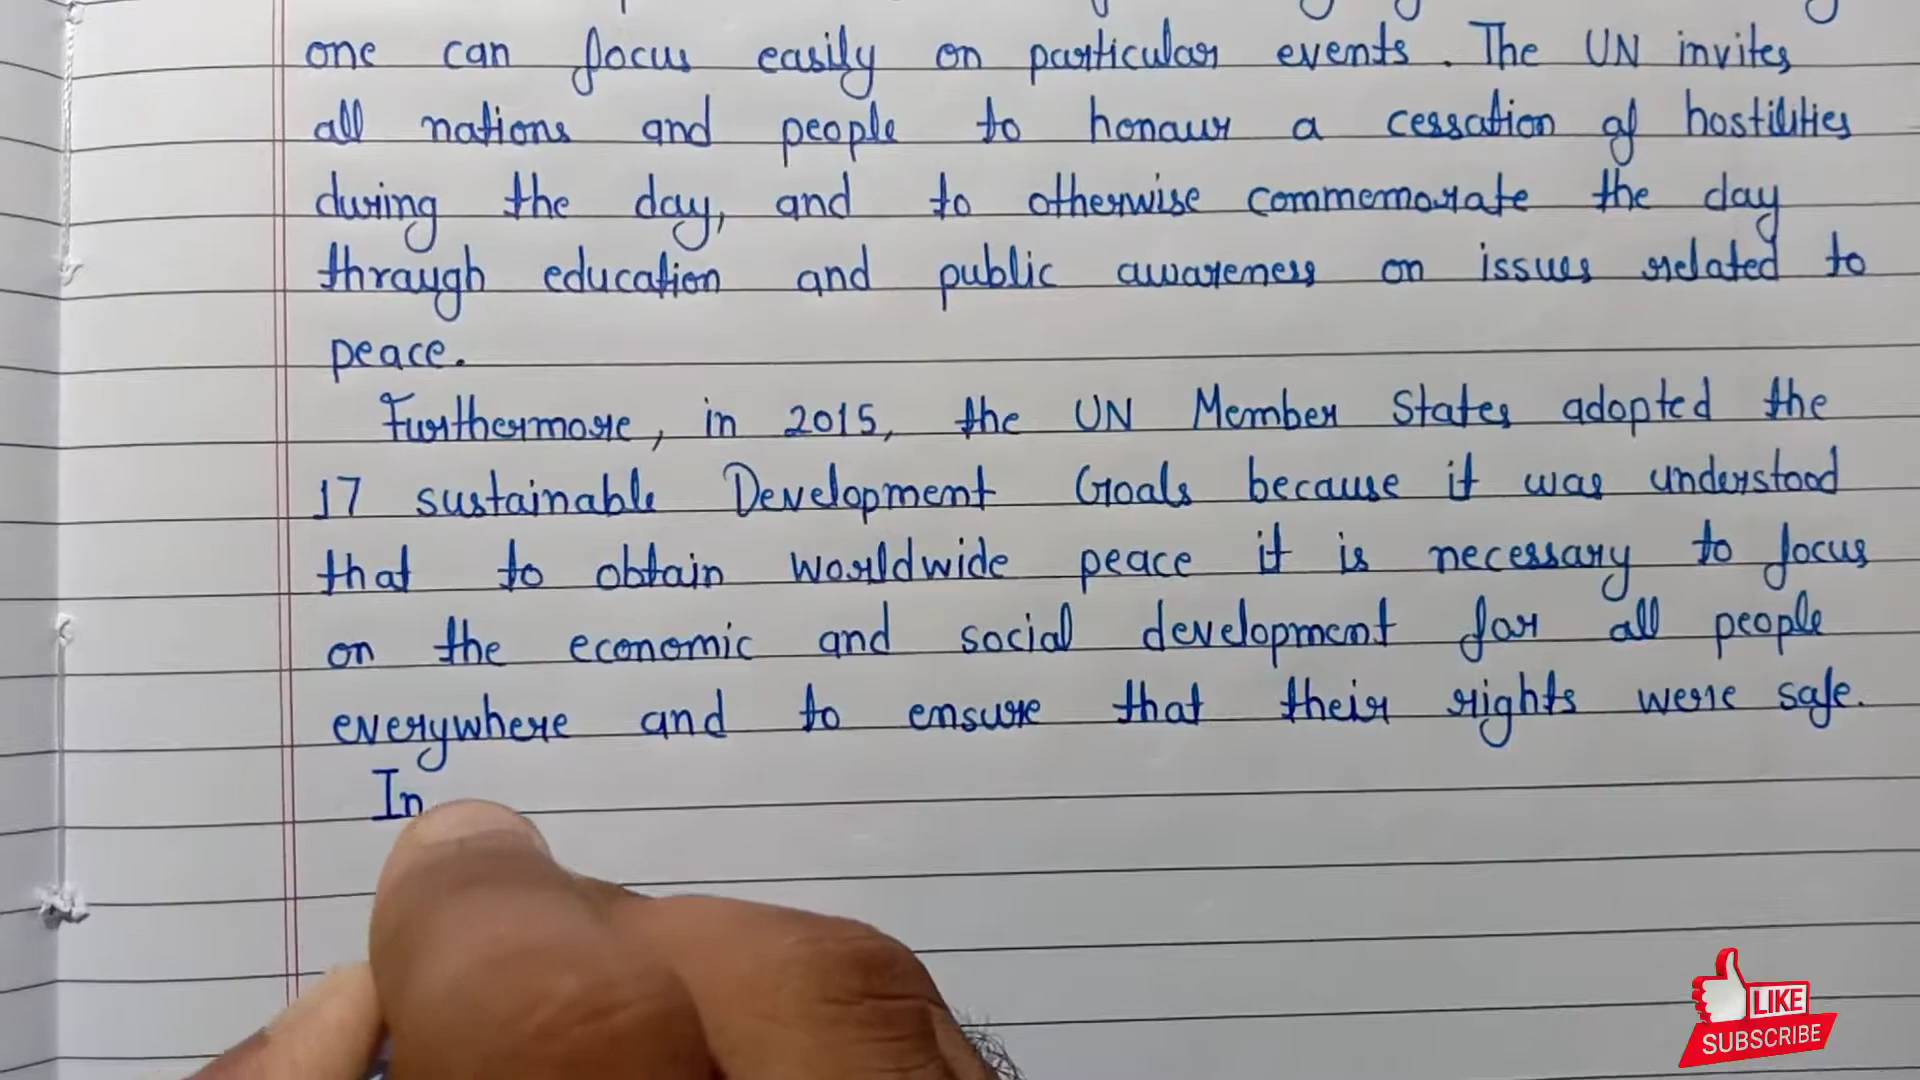 one can focus easily on particular events. The UN invites
all nations and people to honour a cessation of hostilities
during the day, and to otherwise commemorate the day
through education and public awareness on issues related to
peace.
Furthermore, in 2015, the UN Member States adopted the
17 sustainable Development Goals because it was understood
that to obtain worldwide peace it is necessary to focus
on the economic and social development for all people
everywhere and to ensure that their rights were safe.
In
LIKE
SUBSCRIBE